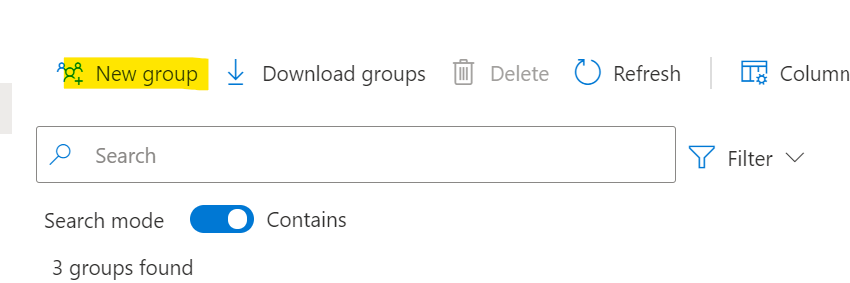 New group Download groups Delete Refresh Column
Search Filter
Search mode Contains
3 groups found